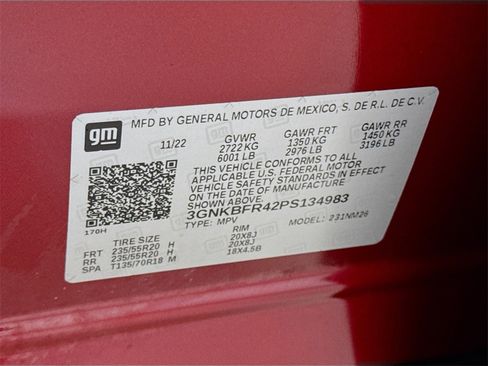 gm
MFD BY GENERAL MOTORS DE MEXICO, S. DE R.L. DE C.V.
11/22 GVWR GAWR FRT GAWR RR
2722 KG 1350 KG 1450 KG
6001 LB 2976 LB 3196 LB
THIS VEHICLE CONFORMS TO ALL
APPLICABLE U.S. FEDERAL MOTOR
VEHICLE SAFETY STANDARDS IN EFFECT
ON THE DATE OF MANUFACTURE
SHOWN ABOVE.
3GNKBFR42PS134983
170H TYPE: MPV MODEL: 231NM26
TIRE SIZE RIM
FRT 235/55R20 H 20X8J
RR 235/55R20 H 20X8J
SPA T135/70R18 M 18X4.5B